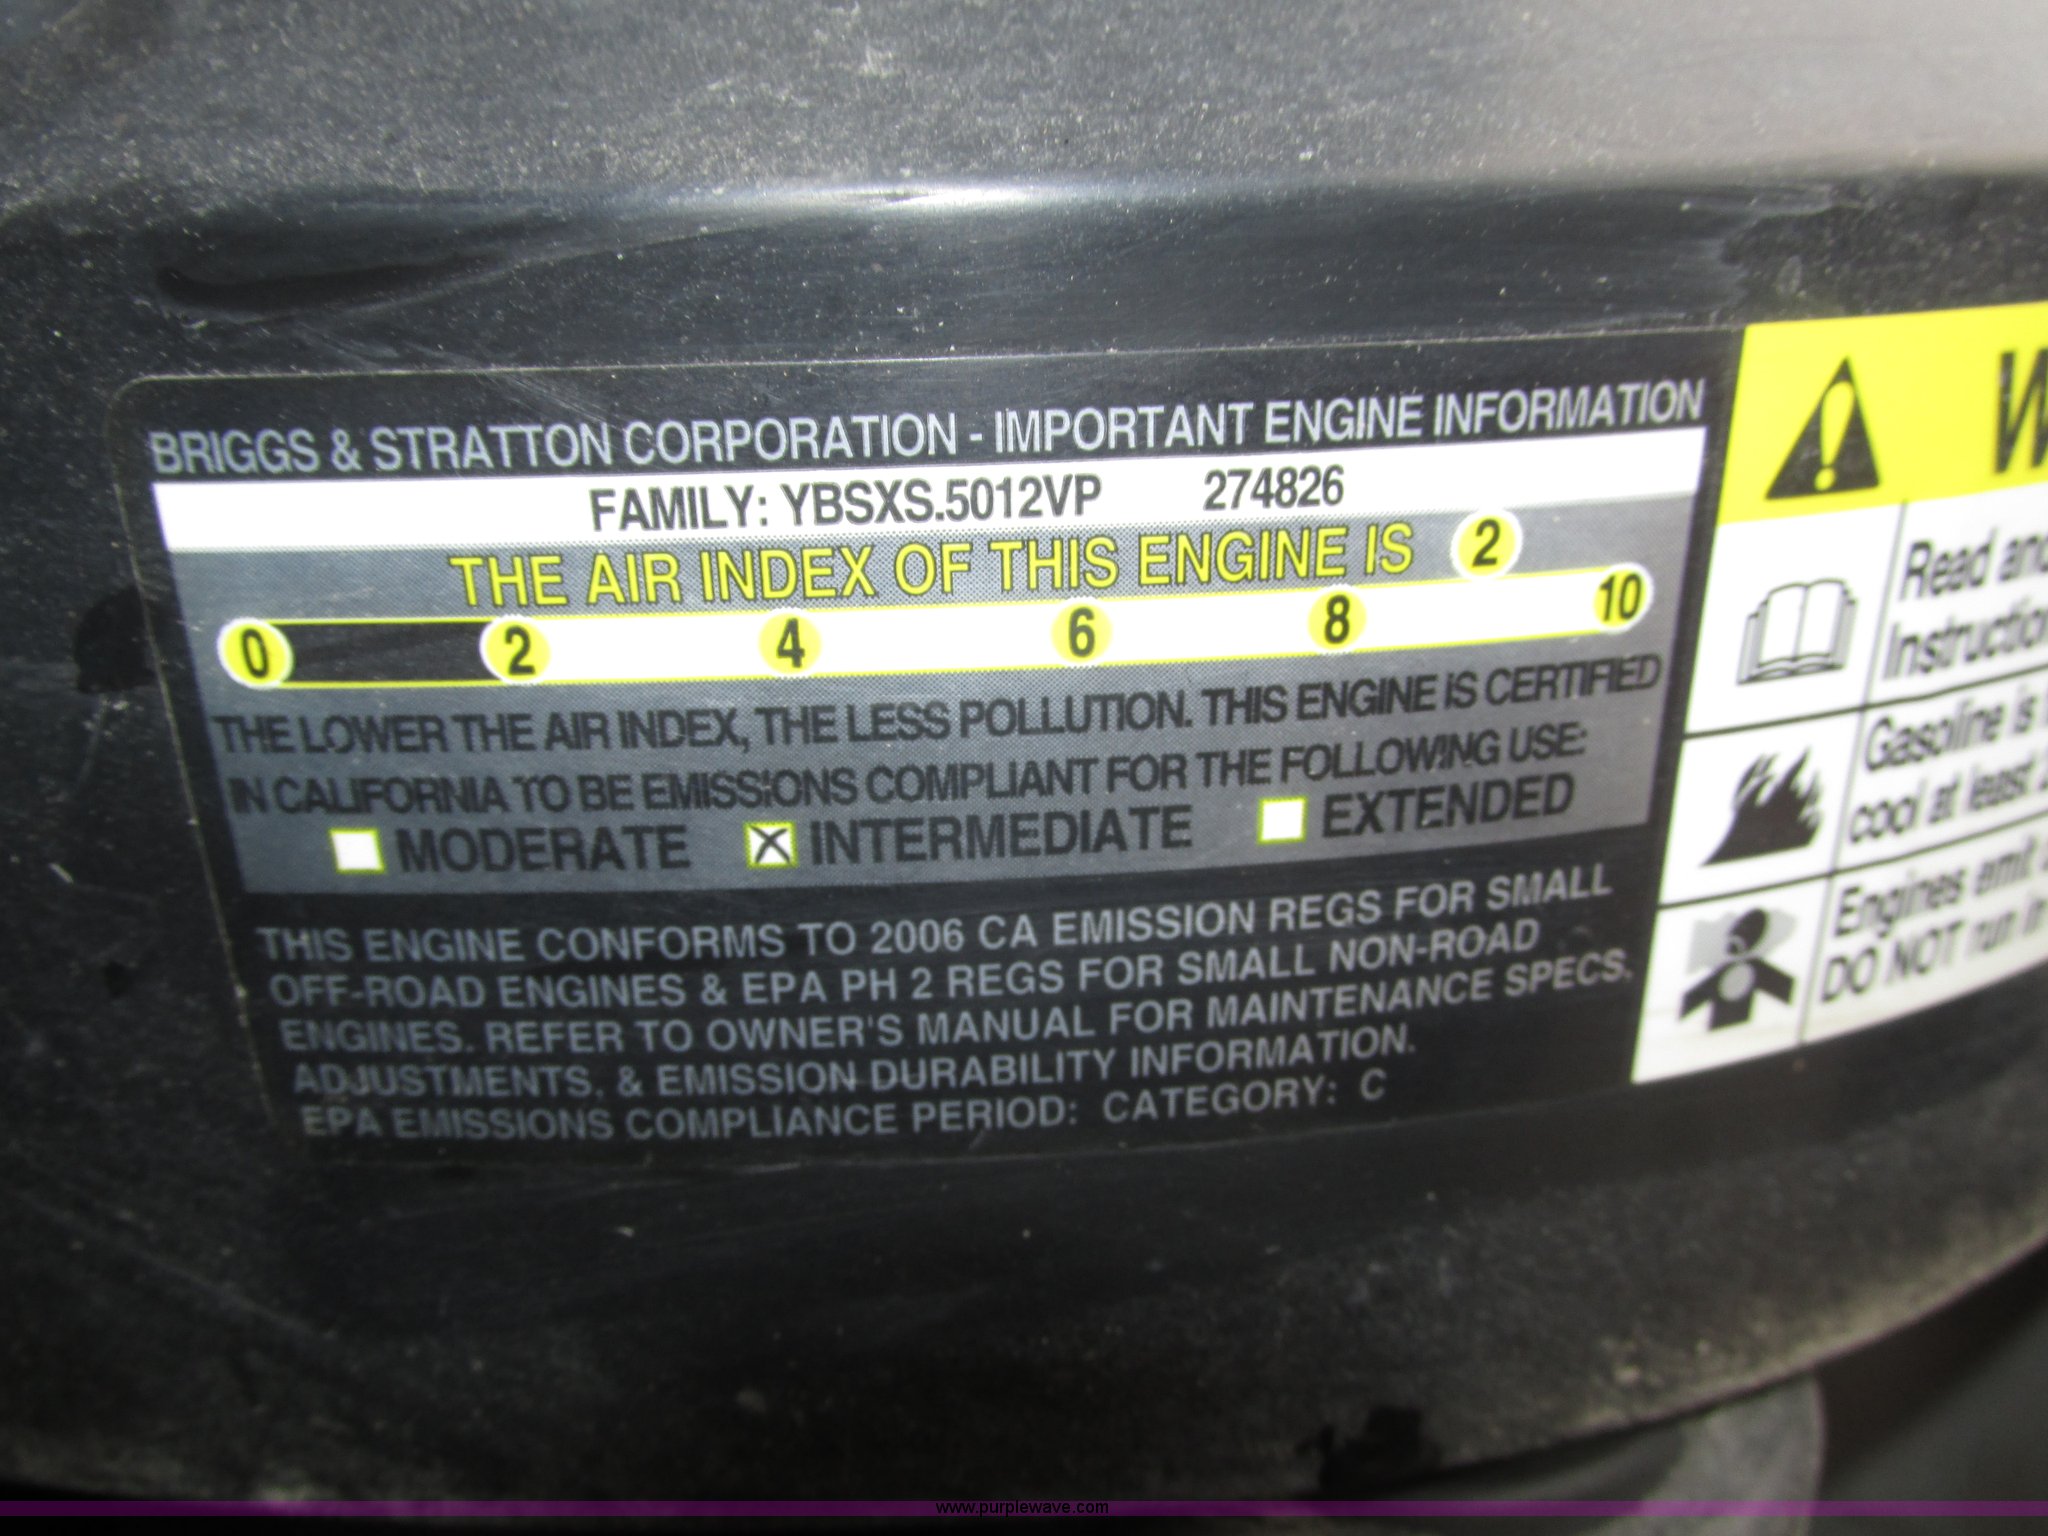 BRIGGS & STRATTON CORPORATION - IMPORTANT ENGINE INFORMATION
FAMILY: YBSXS.5012VP 274826
THE AIR INDEX OF THIS ENGINE IS 2
0 2 4 6 8 10
THE LOWER THE AIR INDEX, THE LESS POLLUTION. THIS ENGINE IS CERTIFIED
IN CALIFORNIA TO BE EMISSIONS COMPLIANT FOR THE FOLLOWING USE:
MODERATE INTERMEDIATE EXTENDED
THIS ENGINE CONFORMS TO 2006 CA EMISSION REGS FOR SMALL
OFF-ROAD ENGINES & EPA PH 2 REGS FOR SMALL NON-ROAD
ENGINES. REFER TO OWNER'S MANUAL FOR MAINTENANCE SPECS,
ADJUSTMENTS, & EMISSION DURABILITY INFORMATION.
EPA EMISSIONS COMPLIANCE PERIOD: CATEGORY: C
Read and
Instruction
Gasoline is
cool at least
Engines emit
DO NOT run in
www.purplewave.com